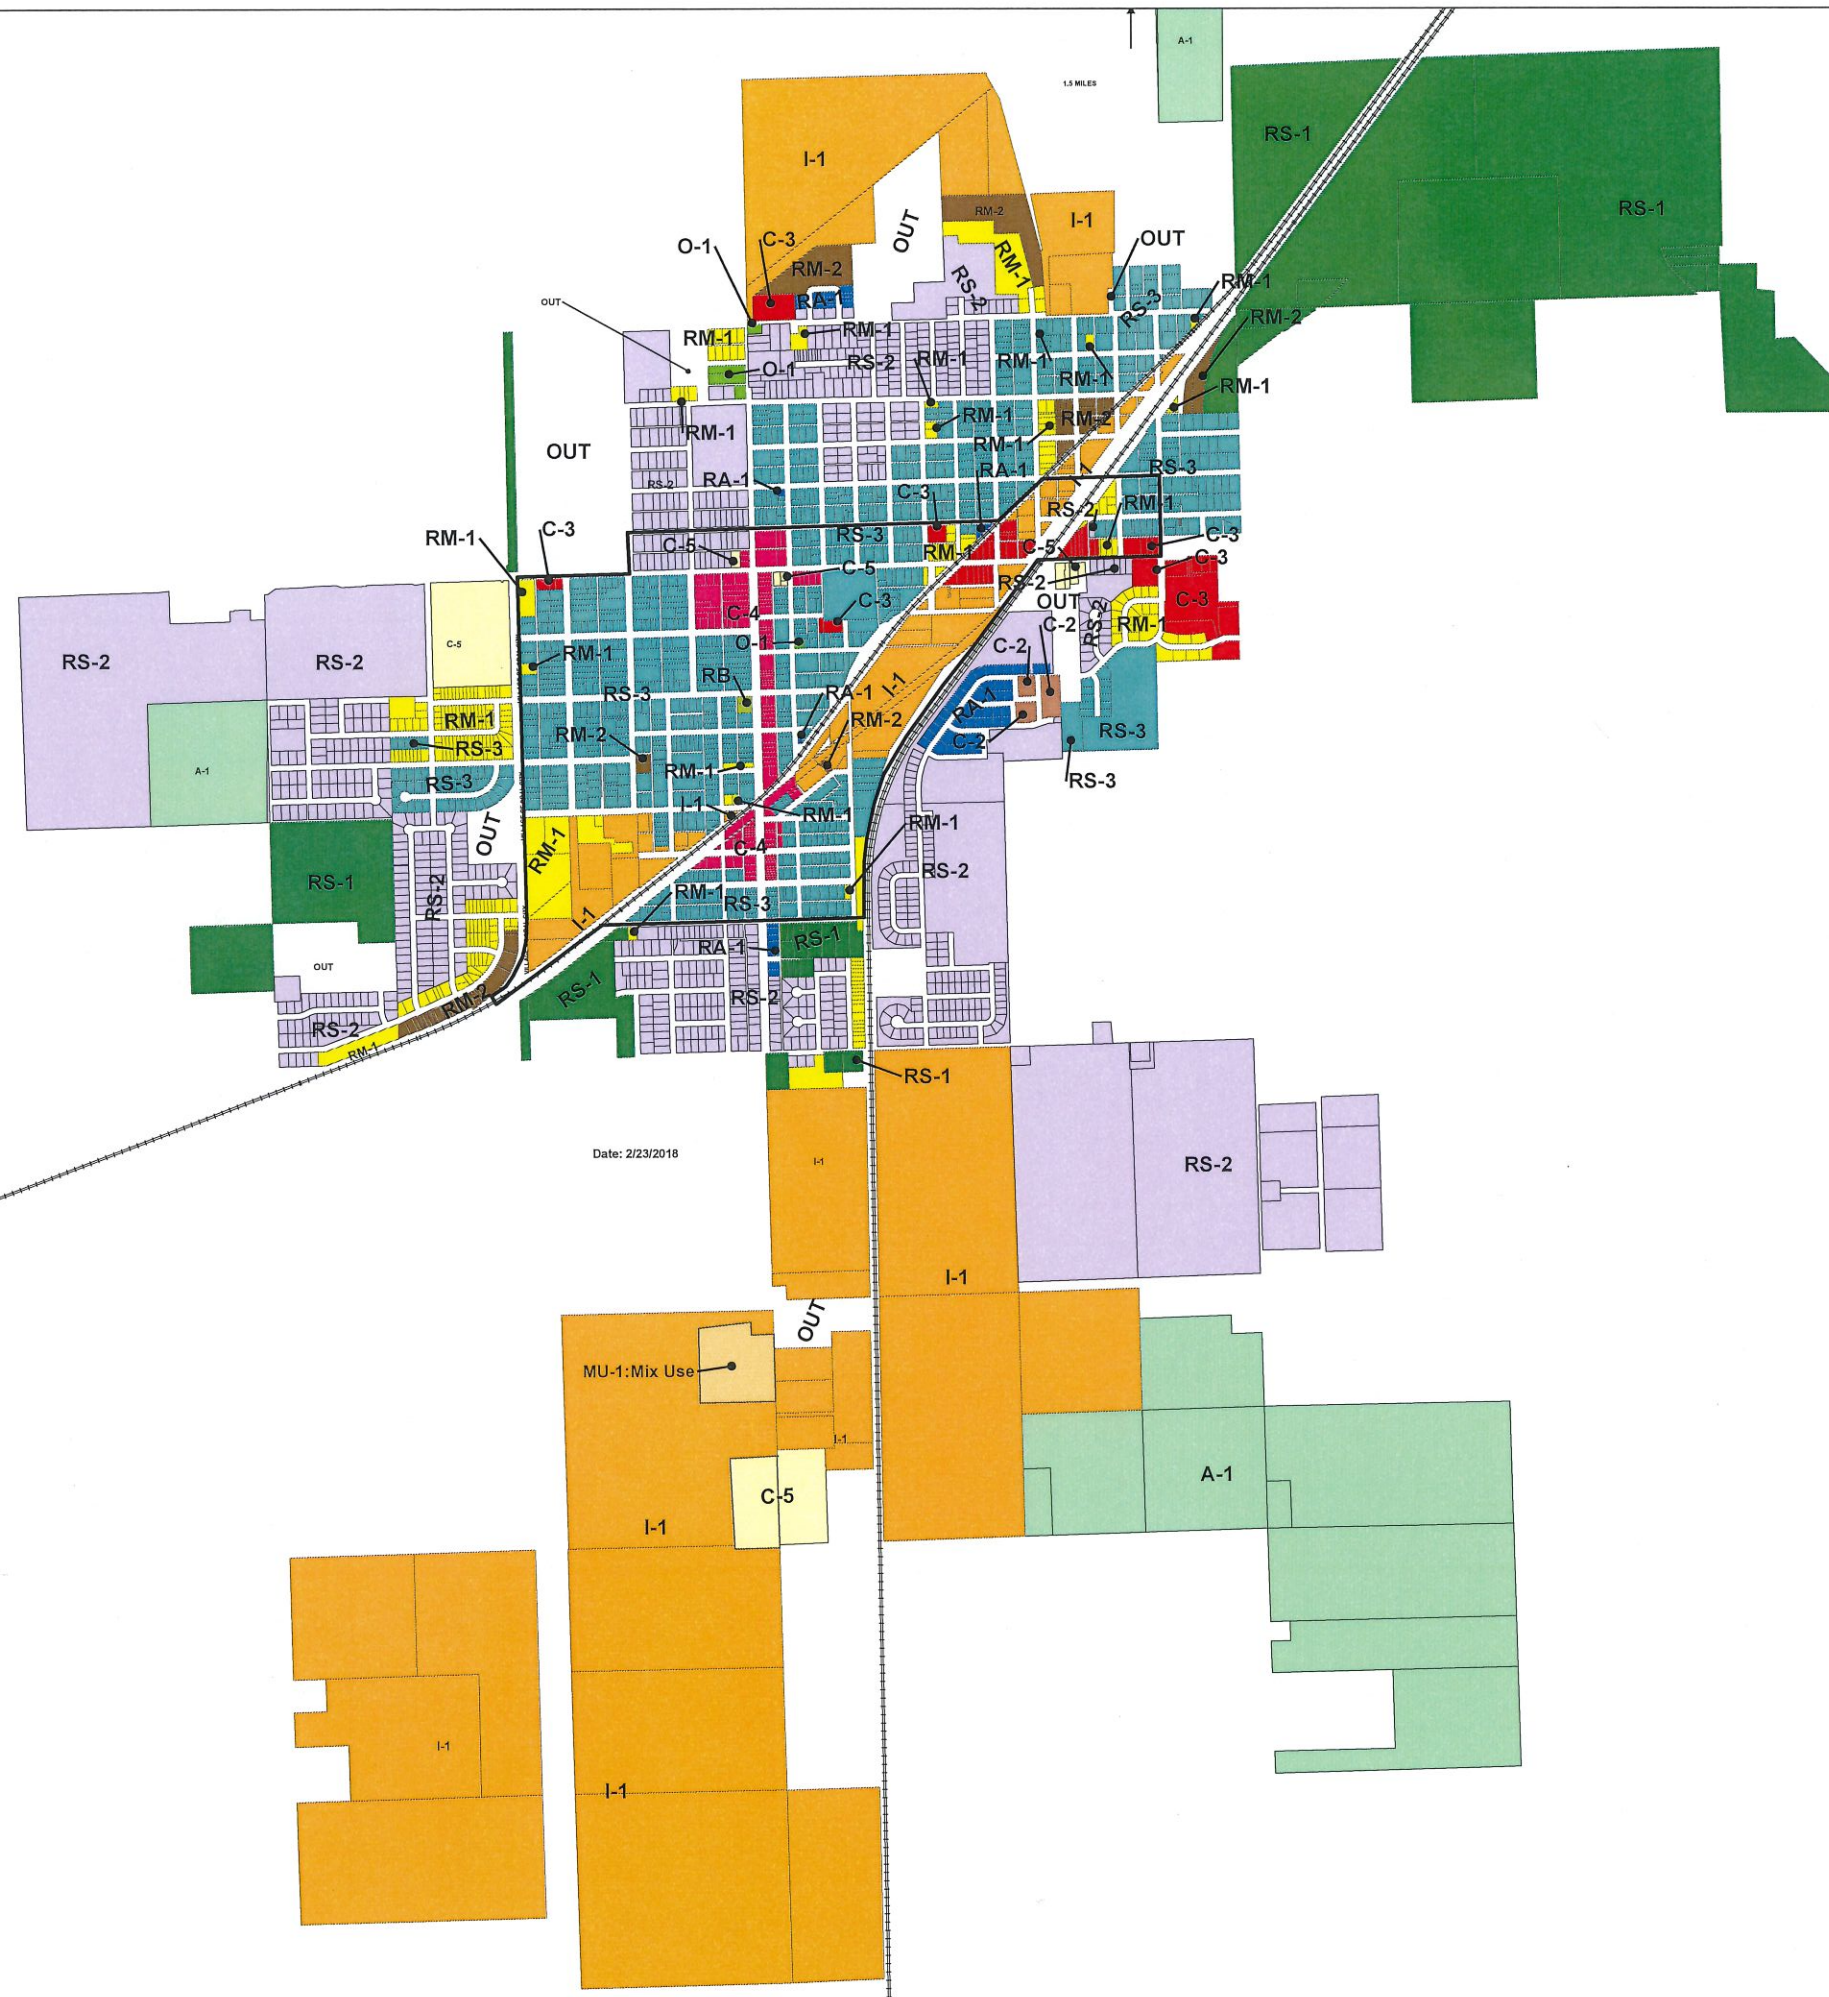 A-1
1.5 MILES
RS-1
I-1
RS-1
RM-2
I-1
OUT
O-1
C-3
OUT
RM-1
RM-2
RS-2
RM-1
RA-1
OUT
RS-3
RM-2
RM-1
RM-1
O-1
RS-2
RM-1
RM-1
RM-1
RM-1
RM-1
RM-1
RM-2
RM-1
OUT
RS-2
RA-1
RA-1
I-1
RS-3
C-3
RS-2
RM-1
RM-1
C-3
RS-3
C-5
RM-1
C-5
C-3
C-3
C-5
RS-2
C-3
C-4
C-3
OUT
C-2
RS-2
RM-1
O-1
C-2
RS-2
RS-2
C-5
RM-1
RS-3
RB
RA-1
I-1
RA-1
C-2
RS-3
RM-1
RS-3
RM-2
RM-2
A-1
RS-3
RM-1
RS-3
I-1
RM-1
RM-1
OUT
RM-1
C-4
RS-1
RS-2
RM-1
RS-3
RS-2
I-1
RA-1
RS-1
OUT
RS-1
RS-2
RM-2
RS-2
RM-1
RS-1
Date: 2/23/2018
I-1
RS-2
I-1
OUT
MU-1:Mix Use
I-1
C-5
A-1
I-1
I-1
I-1